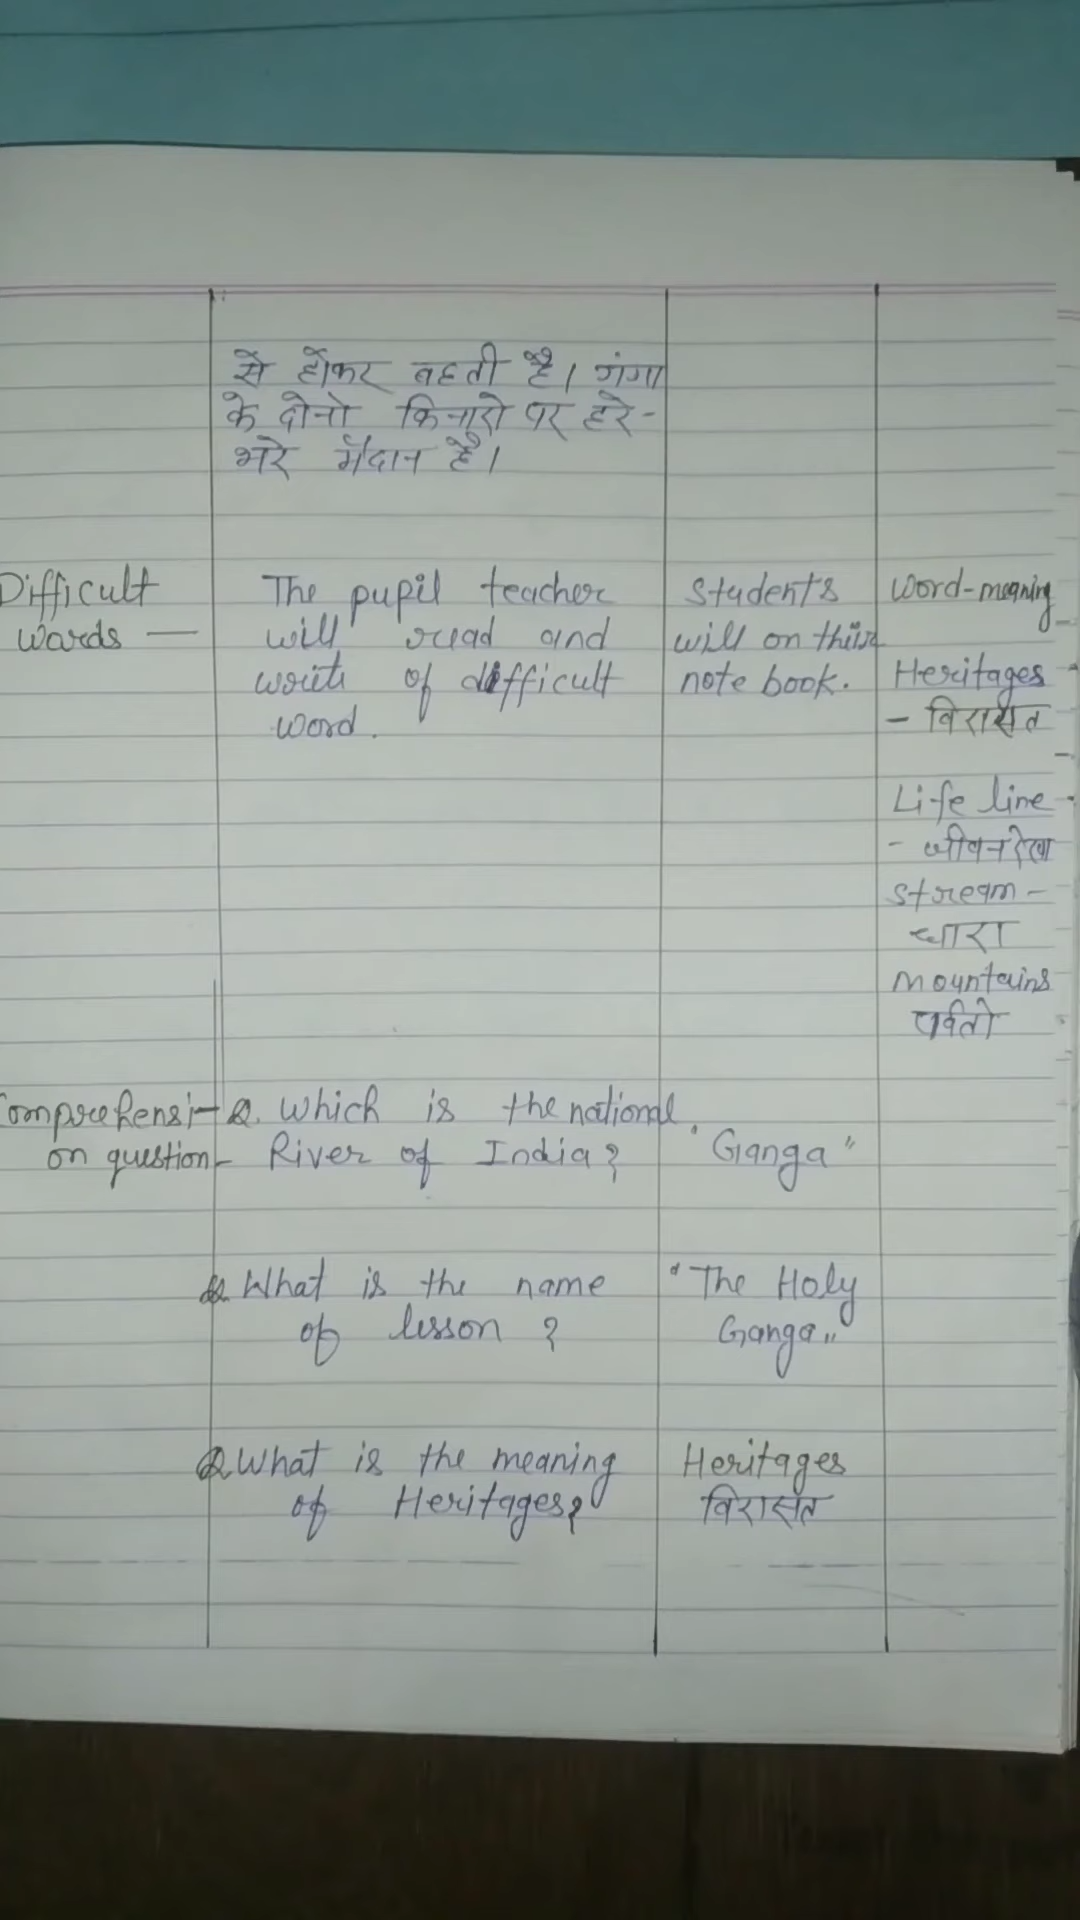 से होकर बहती है। गंगा
के दोनो किनारो पर हरे-
भरे मैदान है।
Difficult
words —
The pupil teacher
will read and
write of difficult
word.
Students
will on thire
note book.
Word-meaning
Heritages
- विरासत
Life line -
- जीवन रेखा
stream -
धारा
mountains
पर्वतो
Comprehensi-
on question-
Q. Which is the national
River of India?
"Ganga"
Q. What is the name
of lesson ?
"The Holy
Ganga"
Q. What is the meaning
of Heritages?
Heritages
विरासत